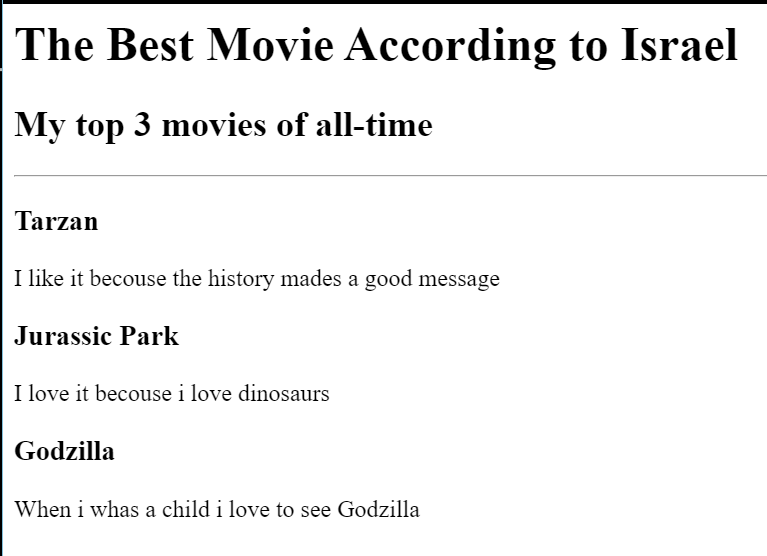 The Best Movie According to Israel
My top 3 movies of all-time
Tarzan
I like it becouse the history mades a good message
Jurassic Park
I love it becouse i love dinosaurs
Godzilla
When i whas a child i love to see Godzilla